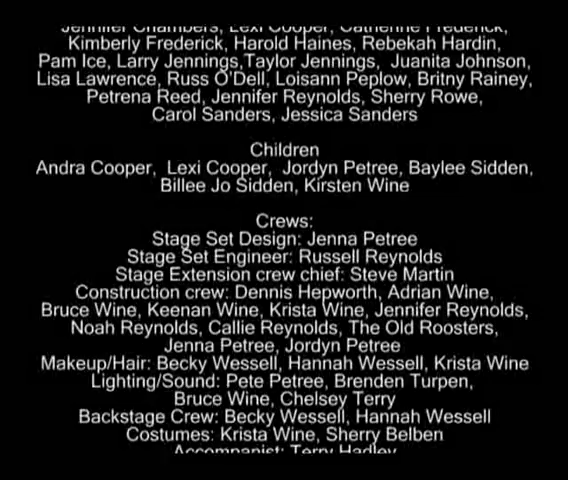 Jennifer Chambers, Lexi Cooper, Catherine Frederick,
Kimberly Frederick, Harold Haines, Rebekah Hardin,
Pam Ice, Larry Jennings,Taylor Jennings,  Juanita Johnson,
Lisa Lawrence, Russ O'Dell, Loisann Peplow, Britny Rainey,
Petrena Reed, Jennifer Reynolds, Sherry Rowe,
Carol Sanders, Jessica Sanders
Children
Andra Cooper,  Lexi Cooper,  Jordyn Petree, Baylee Sidden,
Billee Jo Sidden, Kirsten Wine
Crews:
Stage Set Design: Jenna Petree
Stage Set Engineer: Russell Reynolds
Stage Extension crew chief: Steve Martin
Construction crew: Dennis Hepworth, Adrian Wine,
Bruce Wine, Keenan Wine, Krista Wine, Jennifer Reynolds,
Noah Reynolds, Callie Reynolds, The Old Roosters,
Jenna Petree, Jordyn Petree
Makeup/Hair: Becky Wessell, Hannah Wessell, Krista Wine
Lighting/Sound: Pete Petree, Brenden Turpen,
Bruce Wine, Chelsey Terry
Backstage Crew: Becky Wessell, Hannah Wessell
Costumes: Krista Wine, Sherry Belben
Accompanist: Terry Hadley